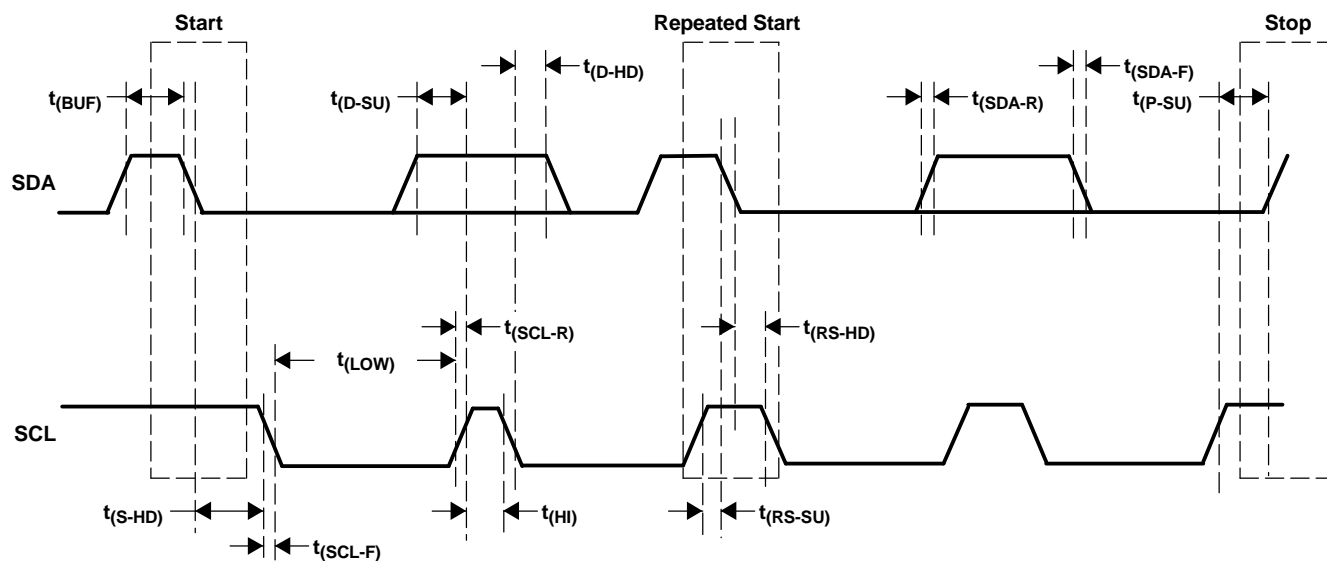 Start
Repeated Start
Stop
t(D-HD)
t(SDA-F)
t(BUF)
t(D-SU)
t(SDA-R)
t(P-SU)
SDA
t(SCL-R)
t(RS-HD)
t(LOW)
SCL
t(S-HD)
t(HI)
t(RS-SU)
t(SCL-F)